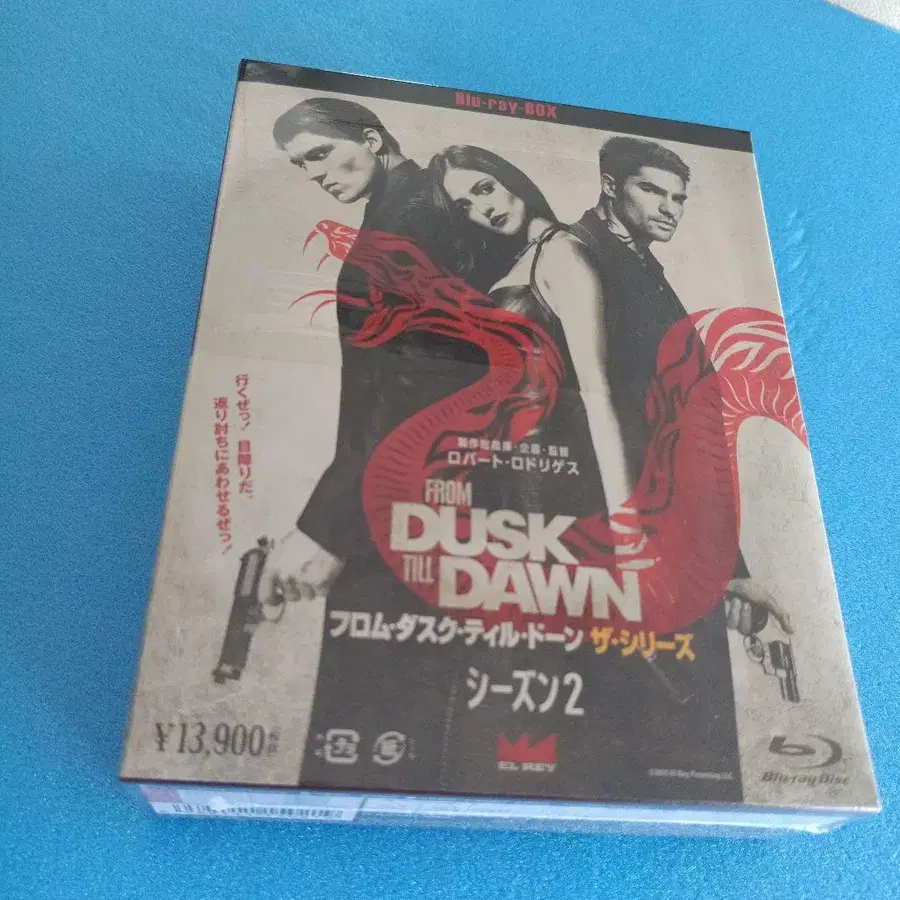 Blu-ray-BOX
行くぜっ！ 皆殺りだ、
返り討ちにあわせるぜっ！
製作総指揮・企画・監督
ロバート・ロドリゲス
FROM
DUSK
TILL
DAWN
フロム・ダスク・ティル・ドーン ザ・シリーズ
シーズン2
¥13,900
EL REY
Blu-ray Disc